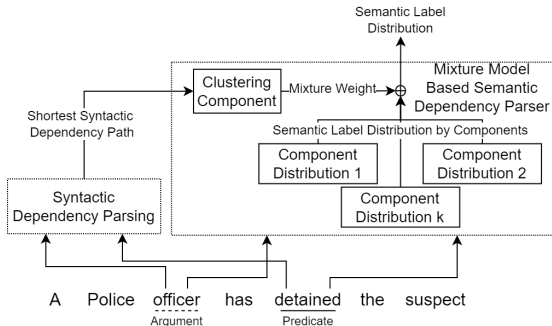 Semantic Label
Distribution
Clustering
Component
Mixture Weight
Mixture Model
Based Semantic
Dependency Parser
Shortest Syntactic
Dependency Path
Semantic Label Distribution by Components
Component
Distribution 1
Component
Distribution 2
Component
Distribution k
Syntactic
Dependency Parsing
A Police officer has detained the suspect
Argument
Predicate